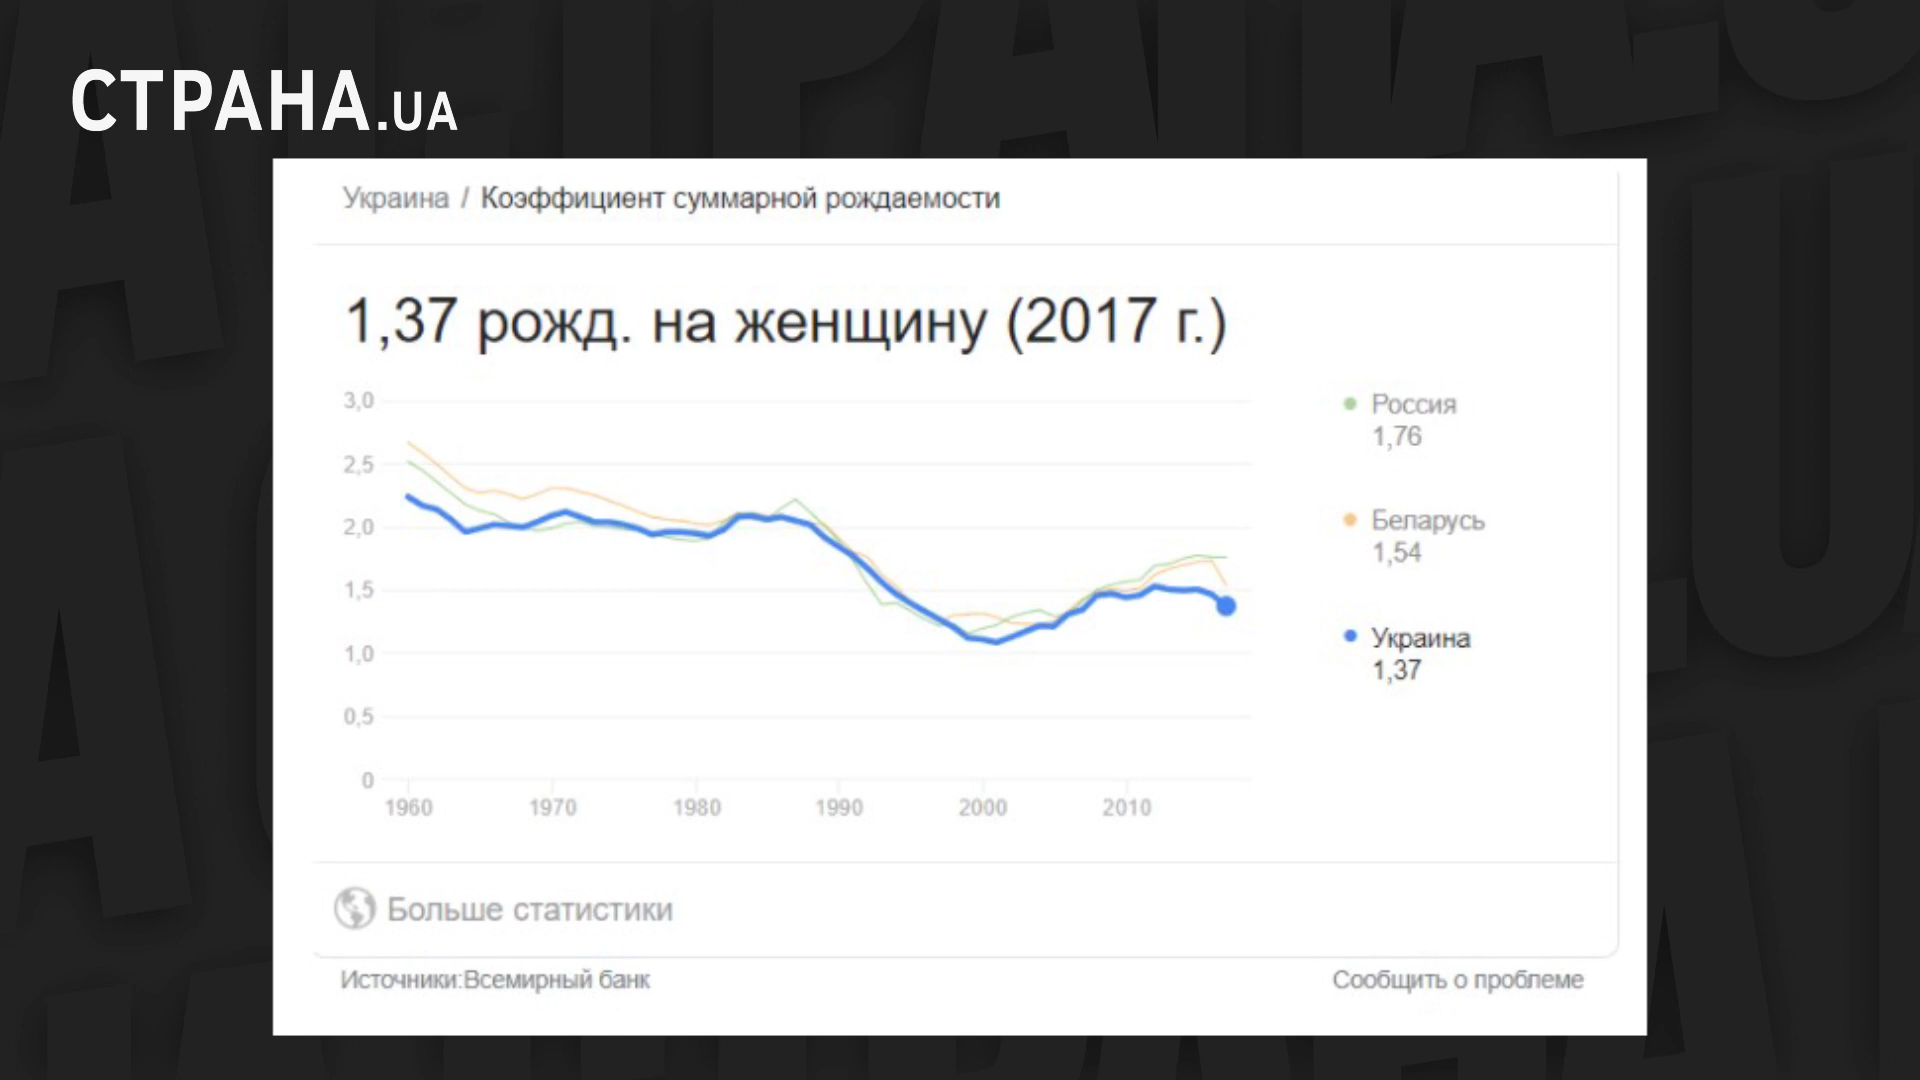 СТРАНА.UA
Украина / Коэффициент суммарной рождаемости
1,37 рожд. на женщину (2017 г.)
3,0
2,5
2,0
1,5
1,0
0,5
0
1960 1970 1980 1990 2000 2010
Россия
1,76
Беларусь
1,54
Украина
1,37
Больше статистики
Источники:Всемирный банк
Сообщить о проблеме